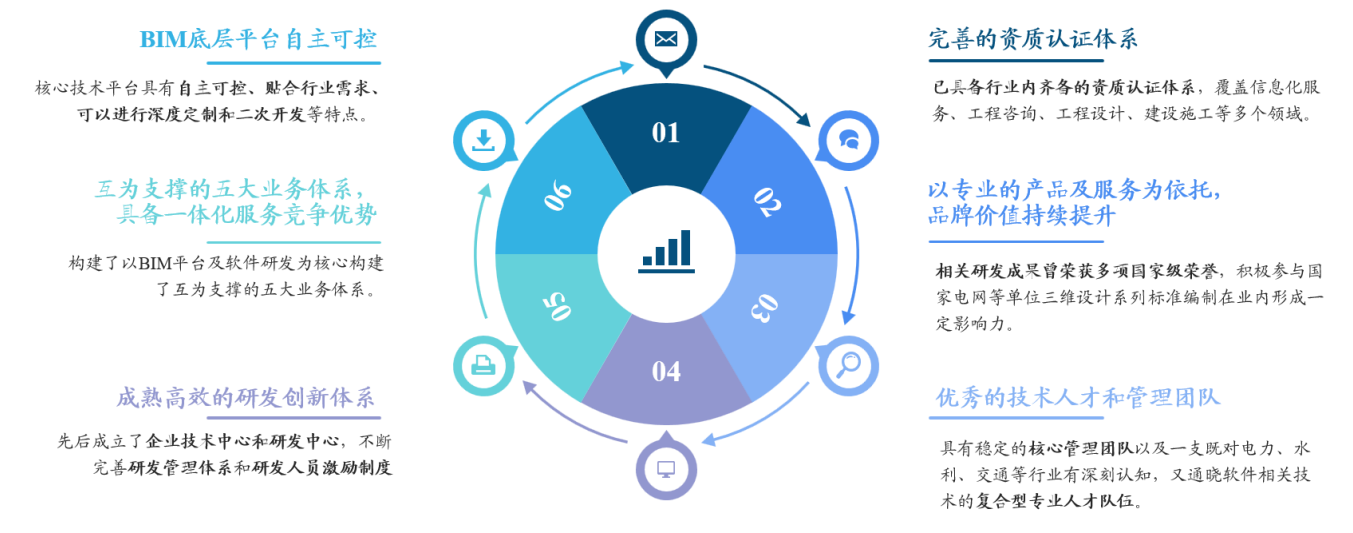 BIM底层平台自主可控
核心技术平台具有自主可控、贴合行业需求、
可以进行深度定制和二次开发等特点。
互为支撑的五大业务体系，
具备一体化服务竞争优势
构建了以BIM平台及软件研发为核心构建
了互为支撑的五大业务体系。
成熟高效的研发创新体系
先后成立了企业技术中心和研发中心，不断
完善研发管理体系和研发人员激励制度
01
02
03
04
05
06
完善的资质认证体系
已具备行业内齐备的资质认证体系，覆盖信息化服
务、工程咨询、工程设计、建设施工等多个领域。
以专业的产品及服务为依托，
品牌价值持续提升
相关研发成果曾荣获多项国家级荣誉，积极参与国
家电网等单位三维设计系列标准编制在业内形成一
定影响力。
优秀的技术人才和管理团队
具有稳定的核心管理团队以及一支既对电力、水
利、交通等行业有深刻认知，又通晓软件相关技
术的复合型专业人才队伍。